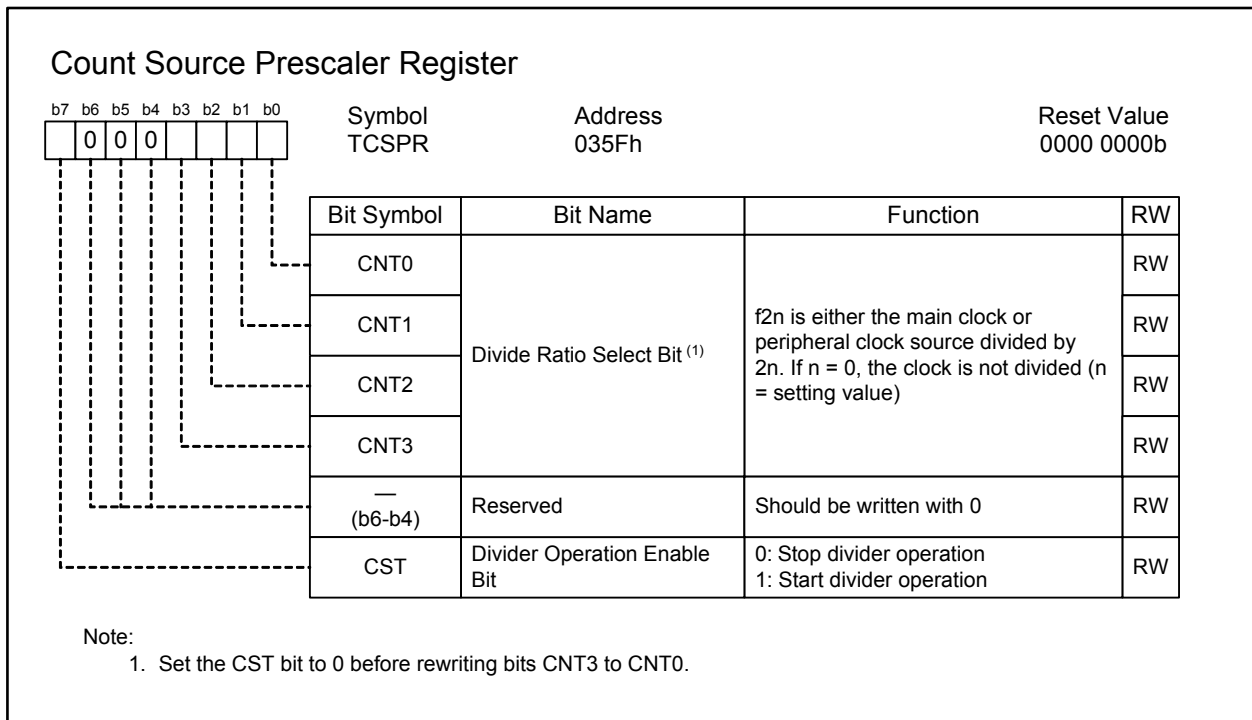 Count Source Prescaler Register
b7 b6 b5 b4 b3 b2 b1 b0
0 0 0
Symbol Address Reset Value
TCSPR 035Fh 0000 0000b
Bit Symbol Bit Name Function RW
CNT0 RW
CNT1 RW
CNT2 RW
CNT3 RW
Divide Ratio Select Bit (1)
f2n is either the main clock or
peripheral clock source divided by
2n. If n = 0, the clock is not divided (n
= setting value)
—
(b6-b4) Reserved Should be written with 0 RW
CST Divider Operation Enable
Bit
0: Stop divider operation
1: Start divider operation
RW
Note:
1. Set the CST bit to 0 before rewriting bits CNT3 to CNT0.